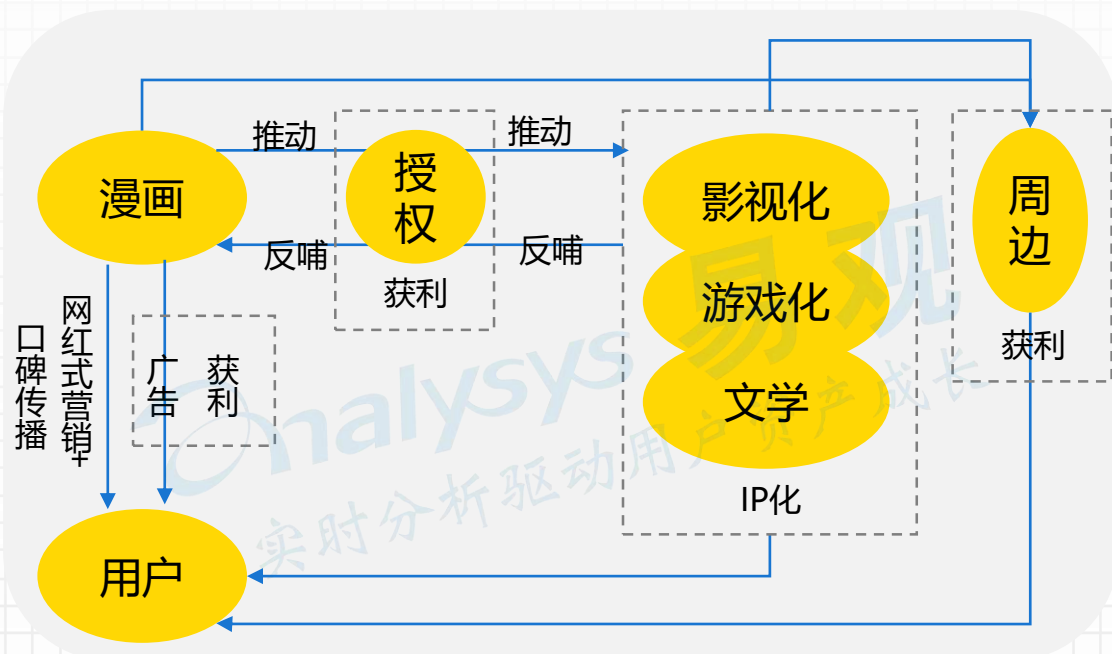 推动
推动
漫画
授
权
影视化
周
边
反哺
反哺
获利
游戏化
获利
网红式营销+
口碑传播
广告
获利
文学
IP化
用户
analysys 易观
实时分析驱动用户资产成长